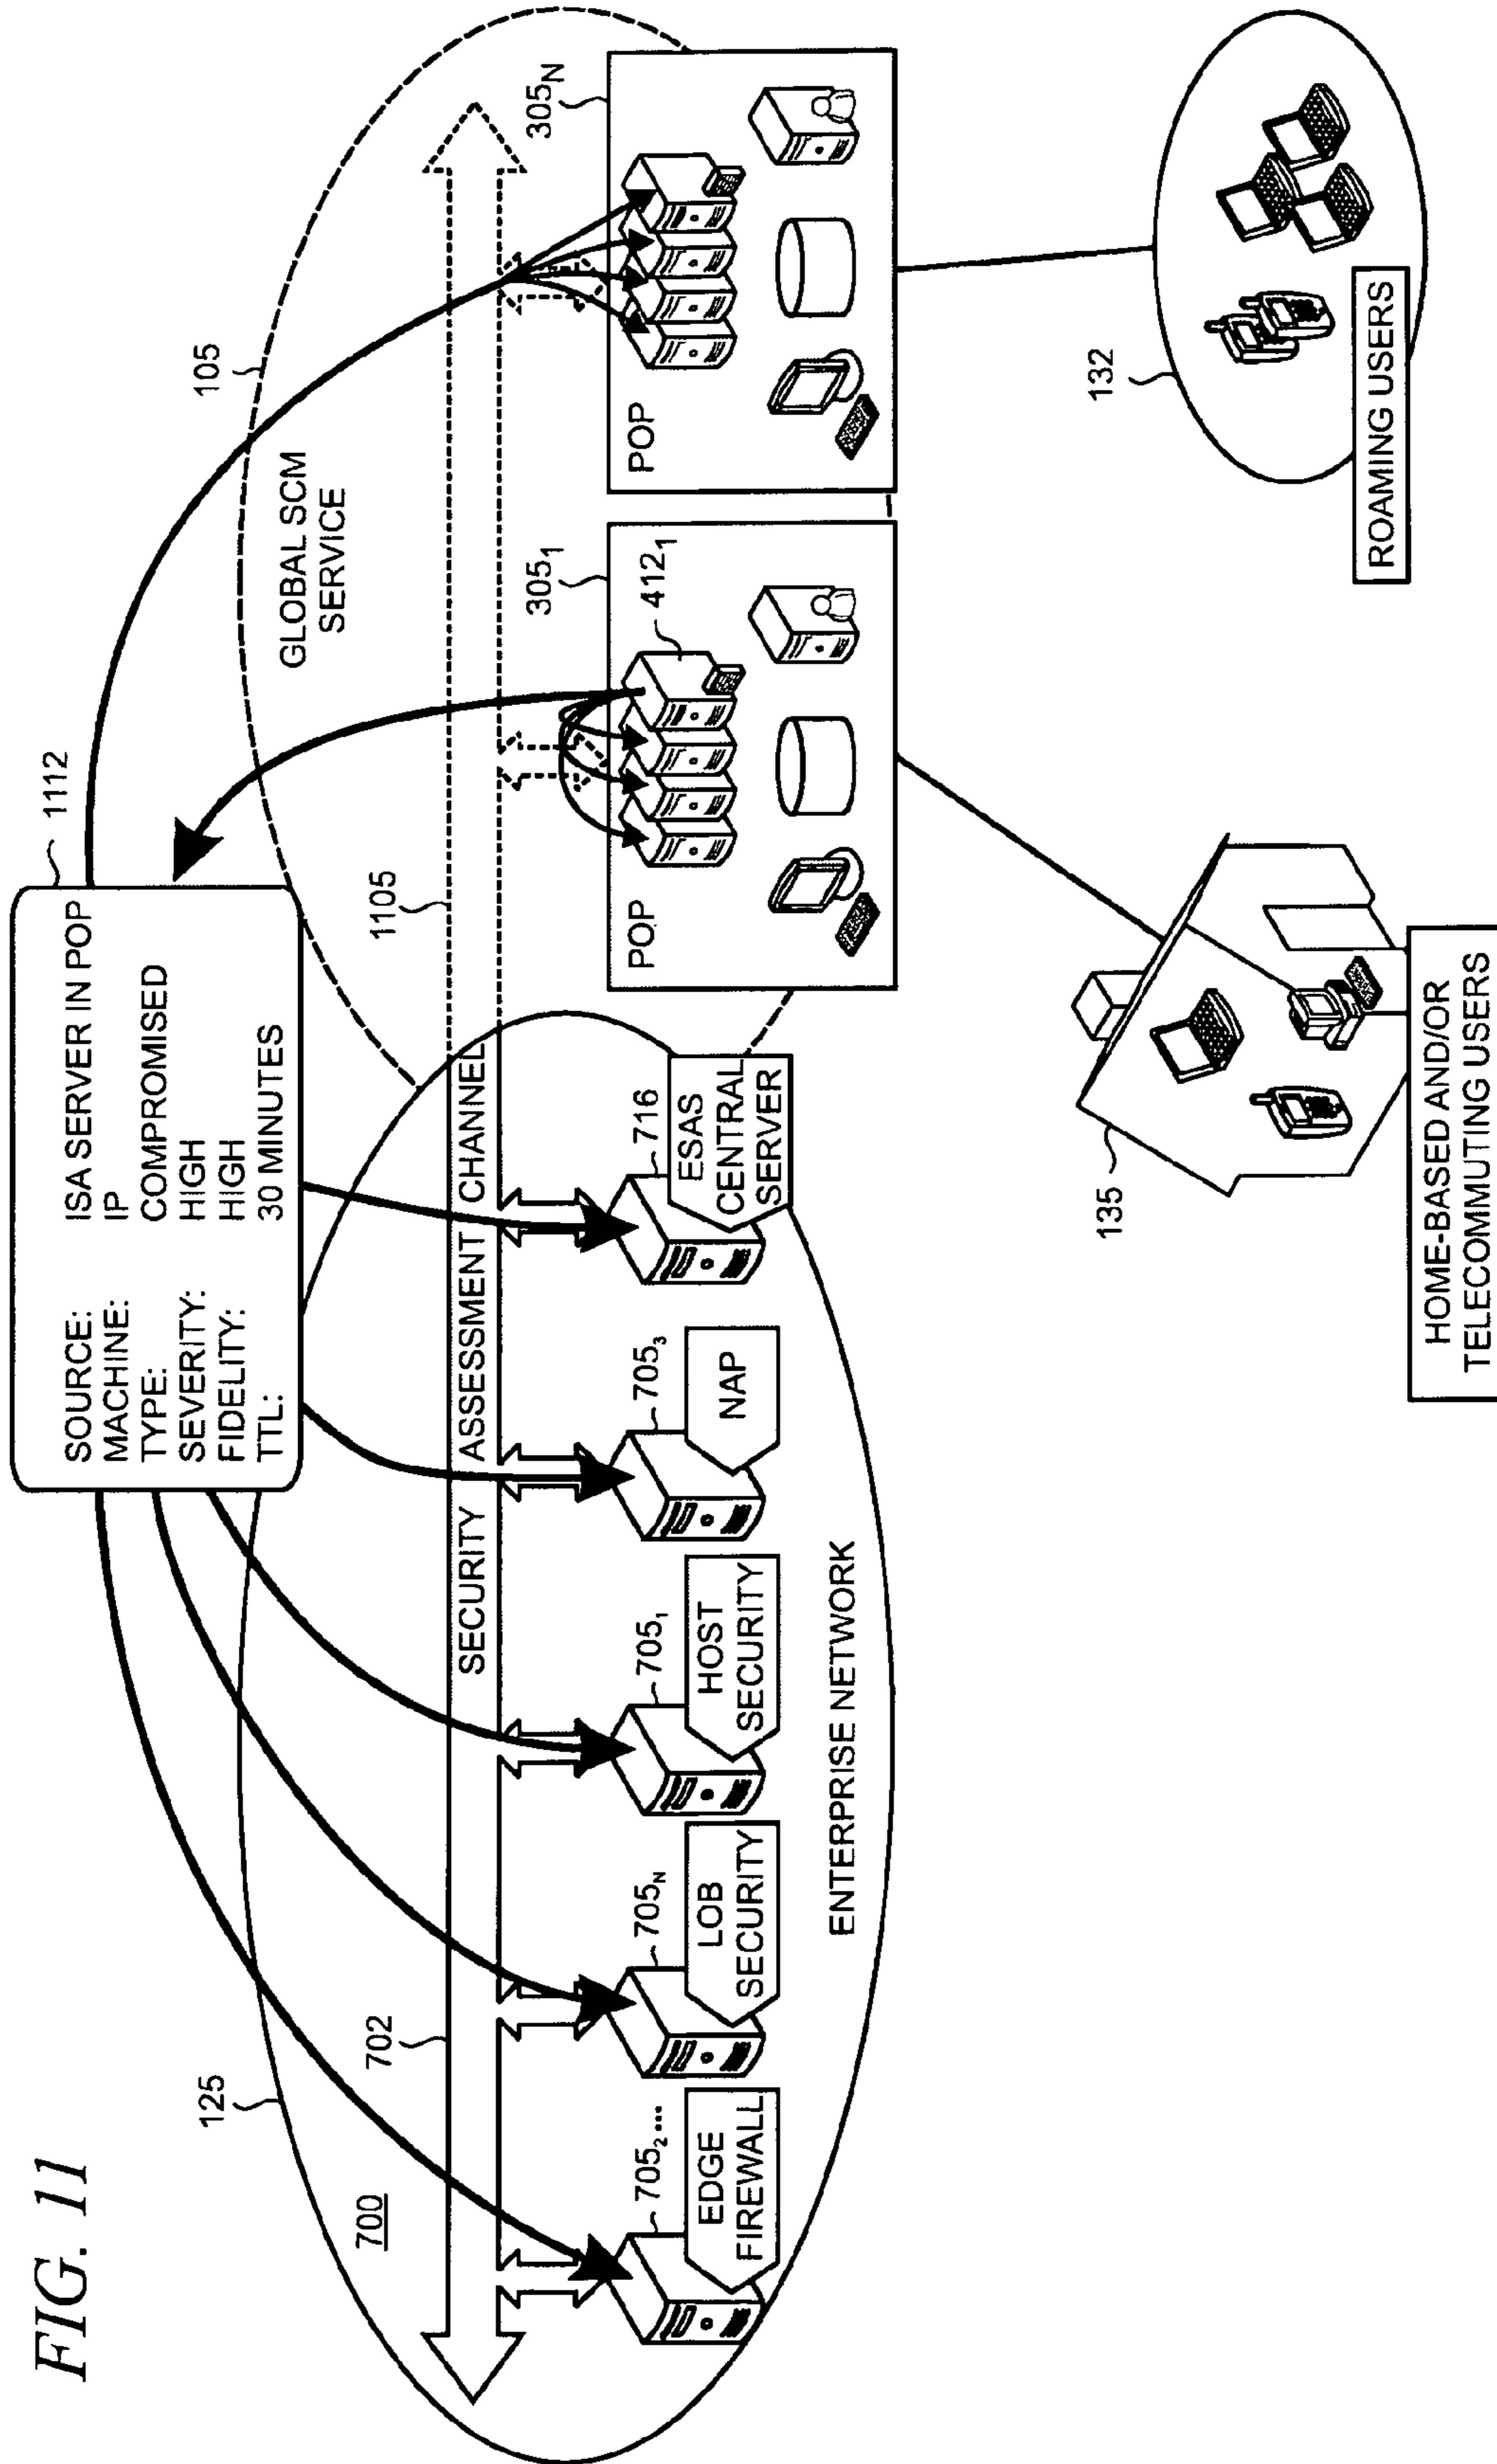 FIG. 11
SOURCE: ISA SERVER IN POP
MACHINE: IP
TYPE: COMPROMISED
SEVERITY: HIGH
FIDELITY: HIGH
TTL: 30 MINUTES
1112
125
700
702
SECURITY ASSESSMENT CHANNEL
1105
105
GLOBAL SCM
SERVICE
705₂...
EDGE
FIREWALL
705ₙ
LOB
SECURITY
705₁
HOST
SECURITY
705₃
NAP
716
ESAS
CENTRAL
SERVER
ENTERPRISE NETWORK
305₁
412₁
POP
305ₙ
POP
135
HOME-BASED AND/OR
TELECOMMUTING USERS
132
ROAMING USERS